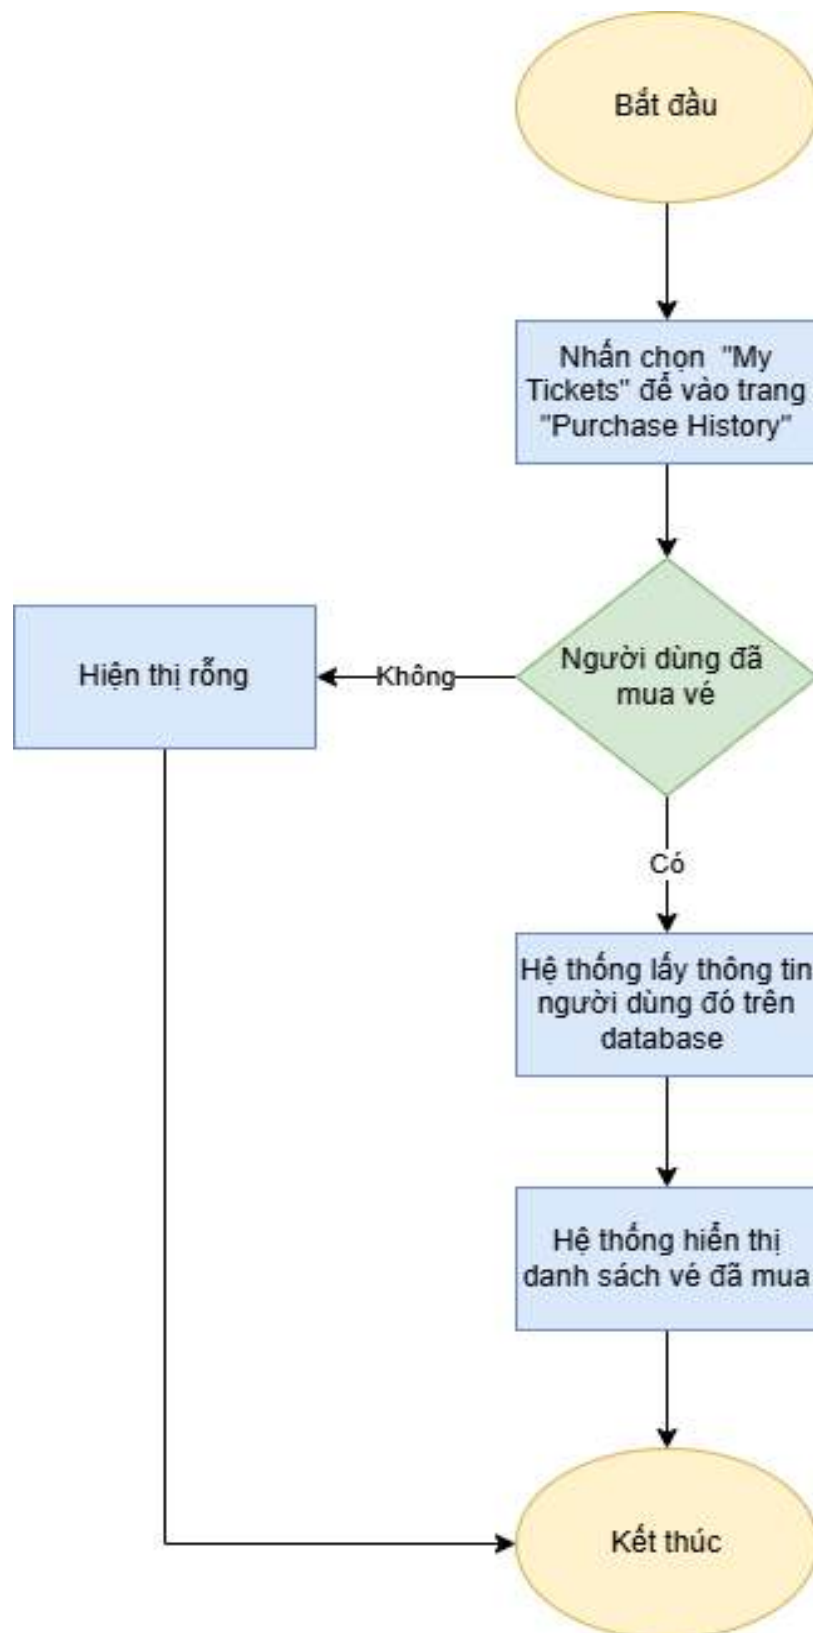 Bắt đầu
Nhấn chọn "My
Tickets" để vào trang
"Purchase History"
Người dùng đã
mua vé
Không
Hiện thị rỗng
Có
Hệ thống lấy thông tin
người dùng đó trên
database
Hệ thống hiển thị
danh sách vé đã mua
Kết thúc